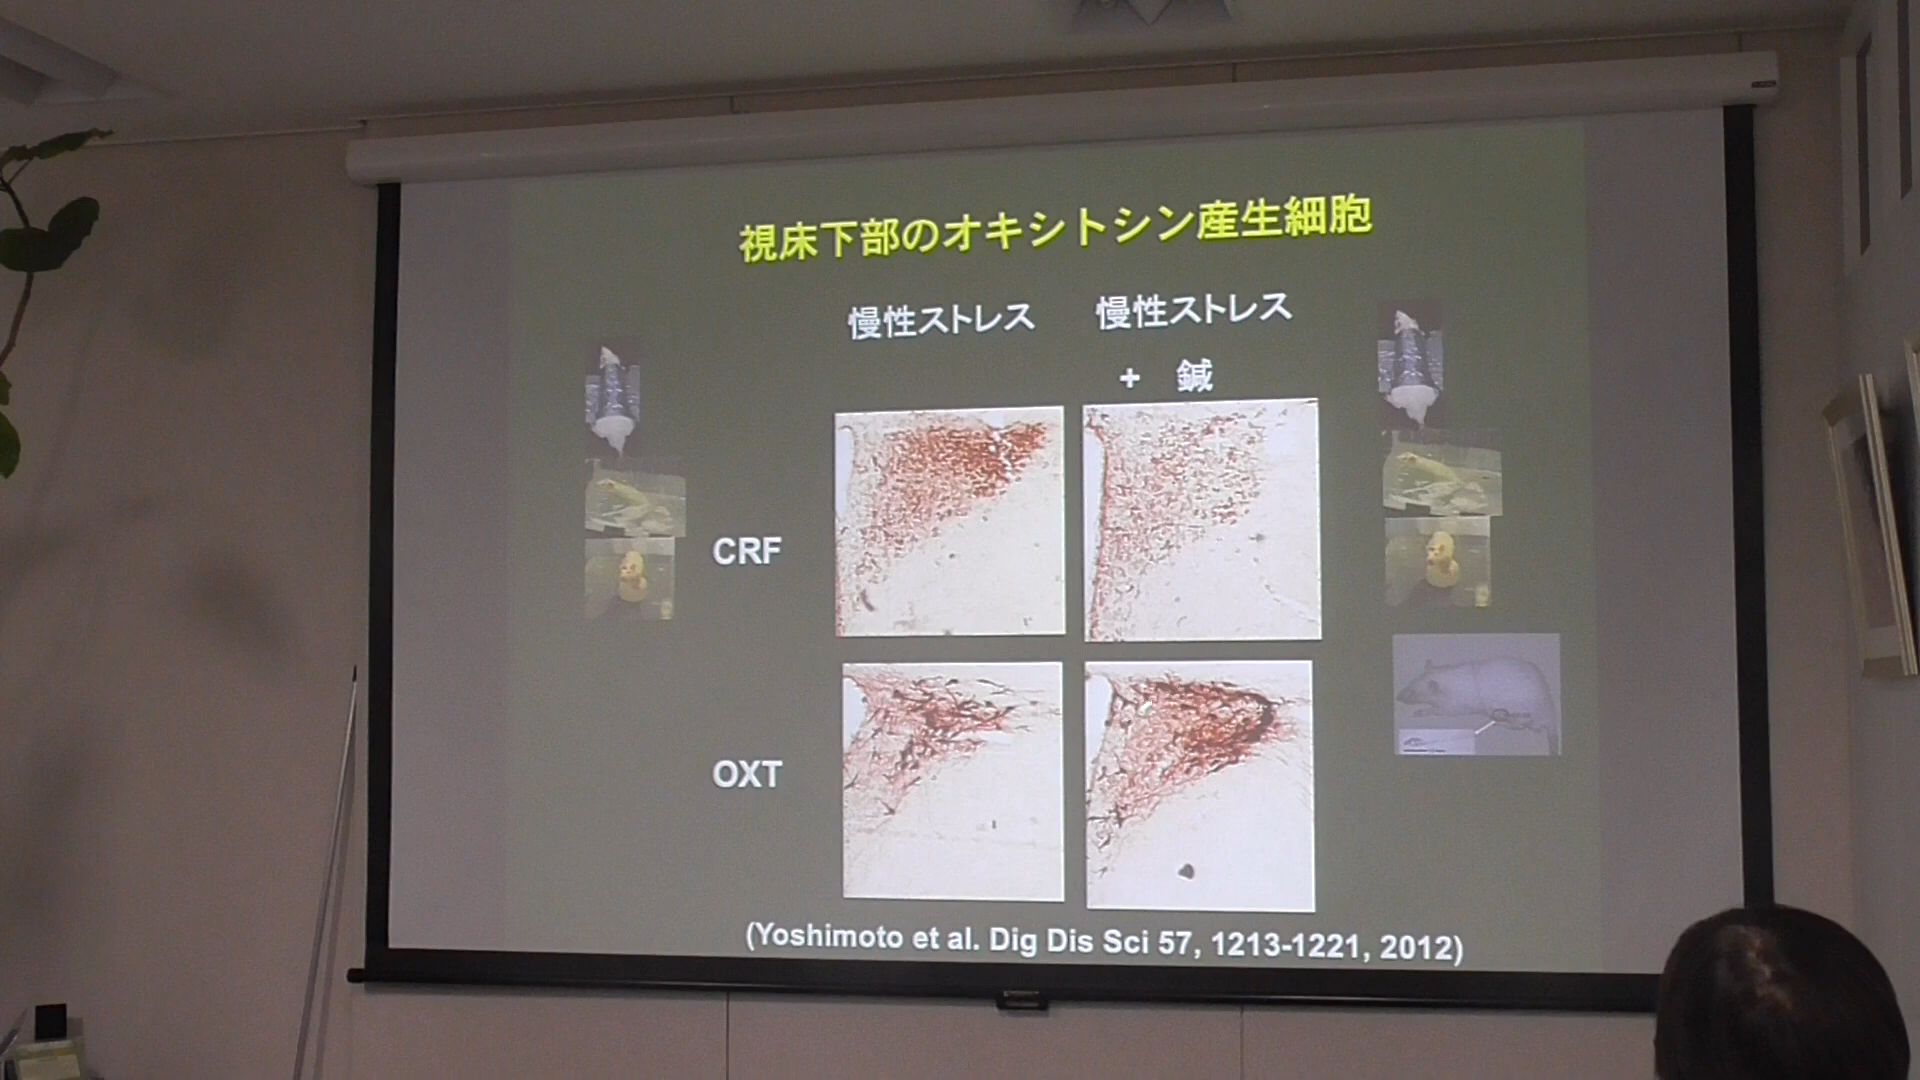 視床下部のオキシトシン産生細胞
慢性ストレス 慢性ストレス
+ 鍼
CRF
OXT
(Yoshimoto et al. Dig Dis Sci 57, 1213-1221, 2012)